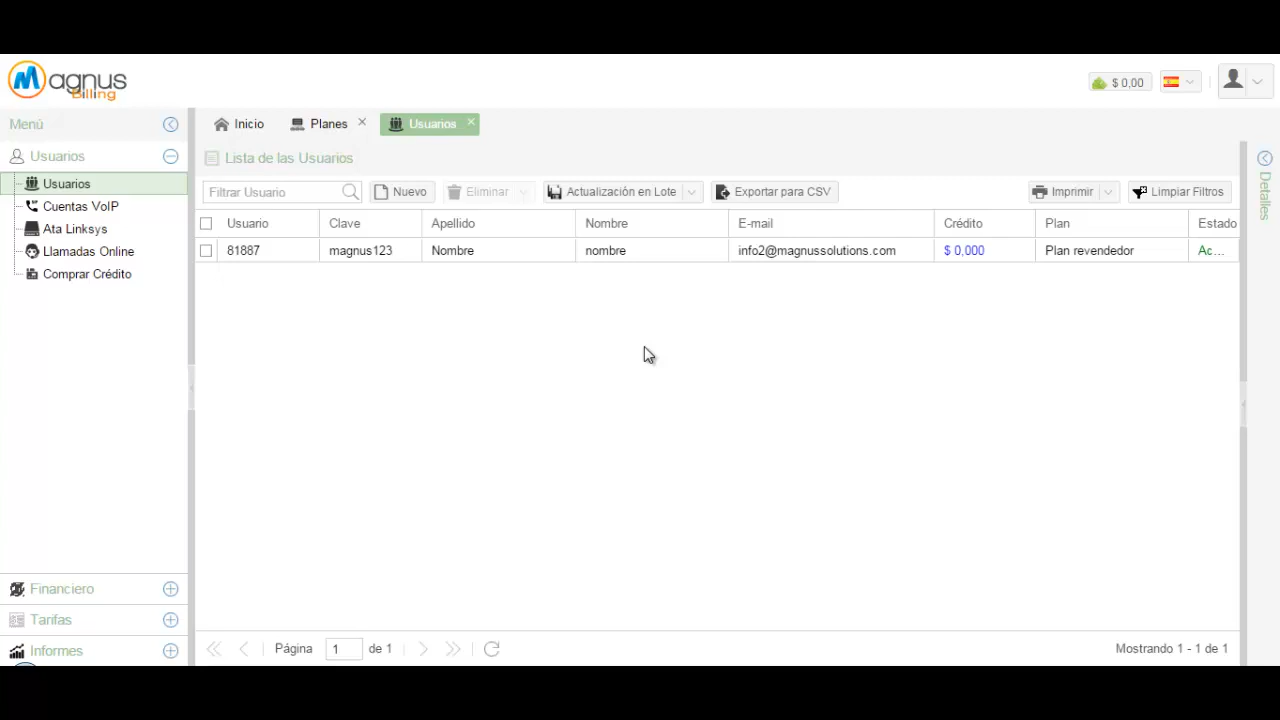 Magnus
Billing
$ 0,00
Menú
Inicio
Planes
Usuarios
Usuarios
Lista de las Usuarios
Detalles
Usuarios
Cuentas VoIP
Ata Linksys
Llamadas Online
Comprar Crédito
Filtrar Usuario
Nuevo
Eliminar
Actualización en Lote
Exportar para CSV
Imprimir
Limpiar Filtros
Usuario Clave Apellido Nombre E-mail Crédito Plan Estado
81887 magnus123 Nombre nombre info2@magnussolutions.com $ 0,000 Plan revendedor Ac...
Financiero
Tarifas
Informes
Página 1 de 1
Mostrando 1 - 1 de 1